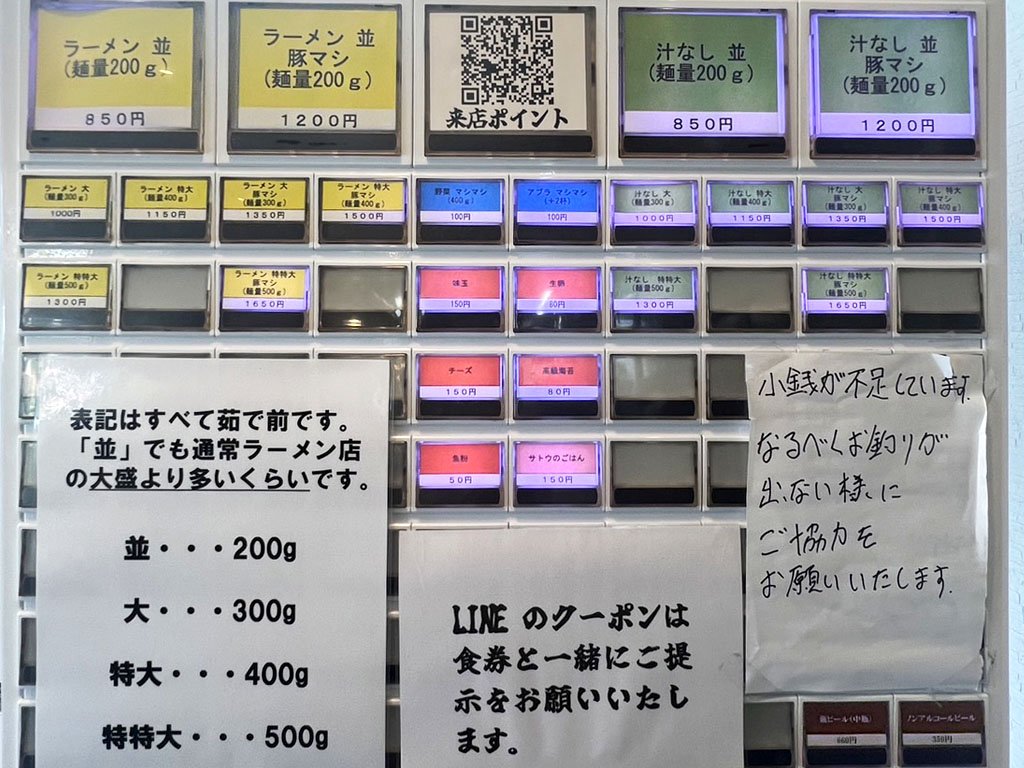 ラーメン 並
(麺量200ｇ)
850円
ラーメン 並
豚マシ
(麺量200ｇ)
1200円
来店ポイント
汁なし 並
(麺量200ｇ)
850円
汁なし 並
豚マシ
(麺量200ｇ)
1200円
ラーメン 大
(麺量300ｇ)
1000円
ラーメン 特大
(麺量400ｇ)
1150円
ラーメン 大
豚マシ
(麺量300ｇ)
1350円
ラーメン 特大
豚マシ
(麺量400ｇ)
1500円
野菜 マシマシ
(400ｇ)
100円
アブラ マシマシ
(+2杯)
100円
汁なし 大
(麺量300ｇ)
1000円
汁なし 特大
(麺量400ｇ)
1150円
汁なし 大
豚マシ
(麺量300ｇ)
1350円
汁なし 特大
豚マシ
(麺量400ｇ)
1500円
ラーメン 特特大
(麺量500ｇ)
1300円
ラーメン 特特大
豚マシ
(麺量500ｇ)
1650円
味玉
150円
生卵
80円
汁なし 特特大
(麺量500ｇ)
1300円
汁なし 特特大
豚マシ
(麺量500ｇ)
1650円
チーズ
150円
高級海苔
80円
魚粉
50円
サトウのごはん
150円
表記はすべて茹で前です。
「並」でも通常ラーメン店
の大盛より多いくらいです。
並・・・200g
大・・・300g
特大・・・400g
特特大・・・500g
LINE のクーポンは
食券と一緒にご提
示をお願いいたし
ます。
小銭が不足しています。
なるべくお釣りが
出ない様に
ご協力を
お願いいたします。
瓶ビール(中瓶)
660円
ノンアルコールビール
350円